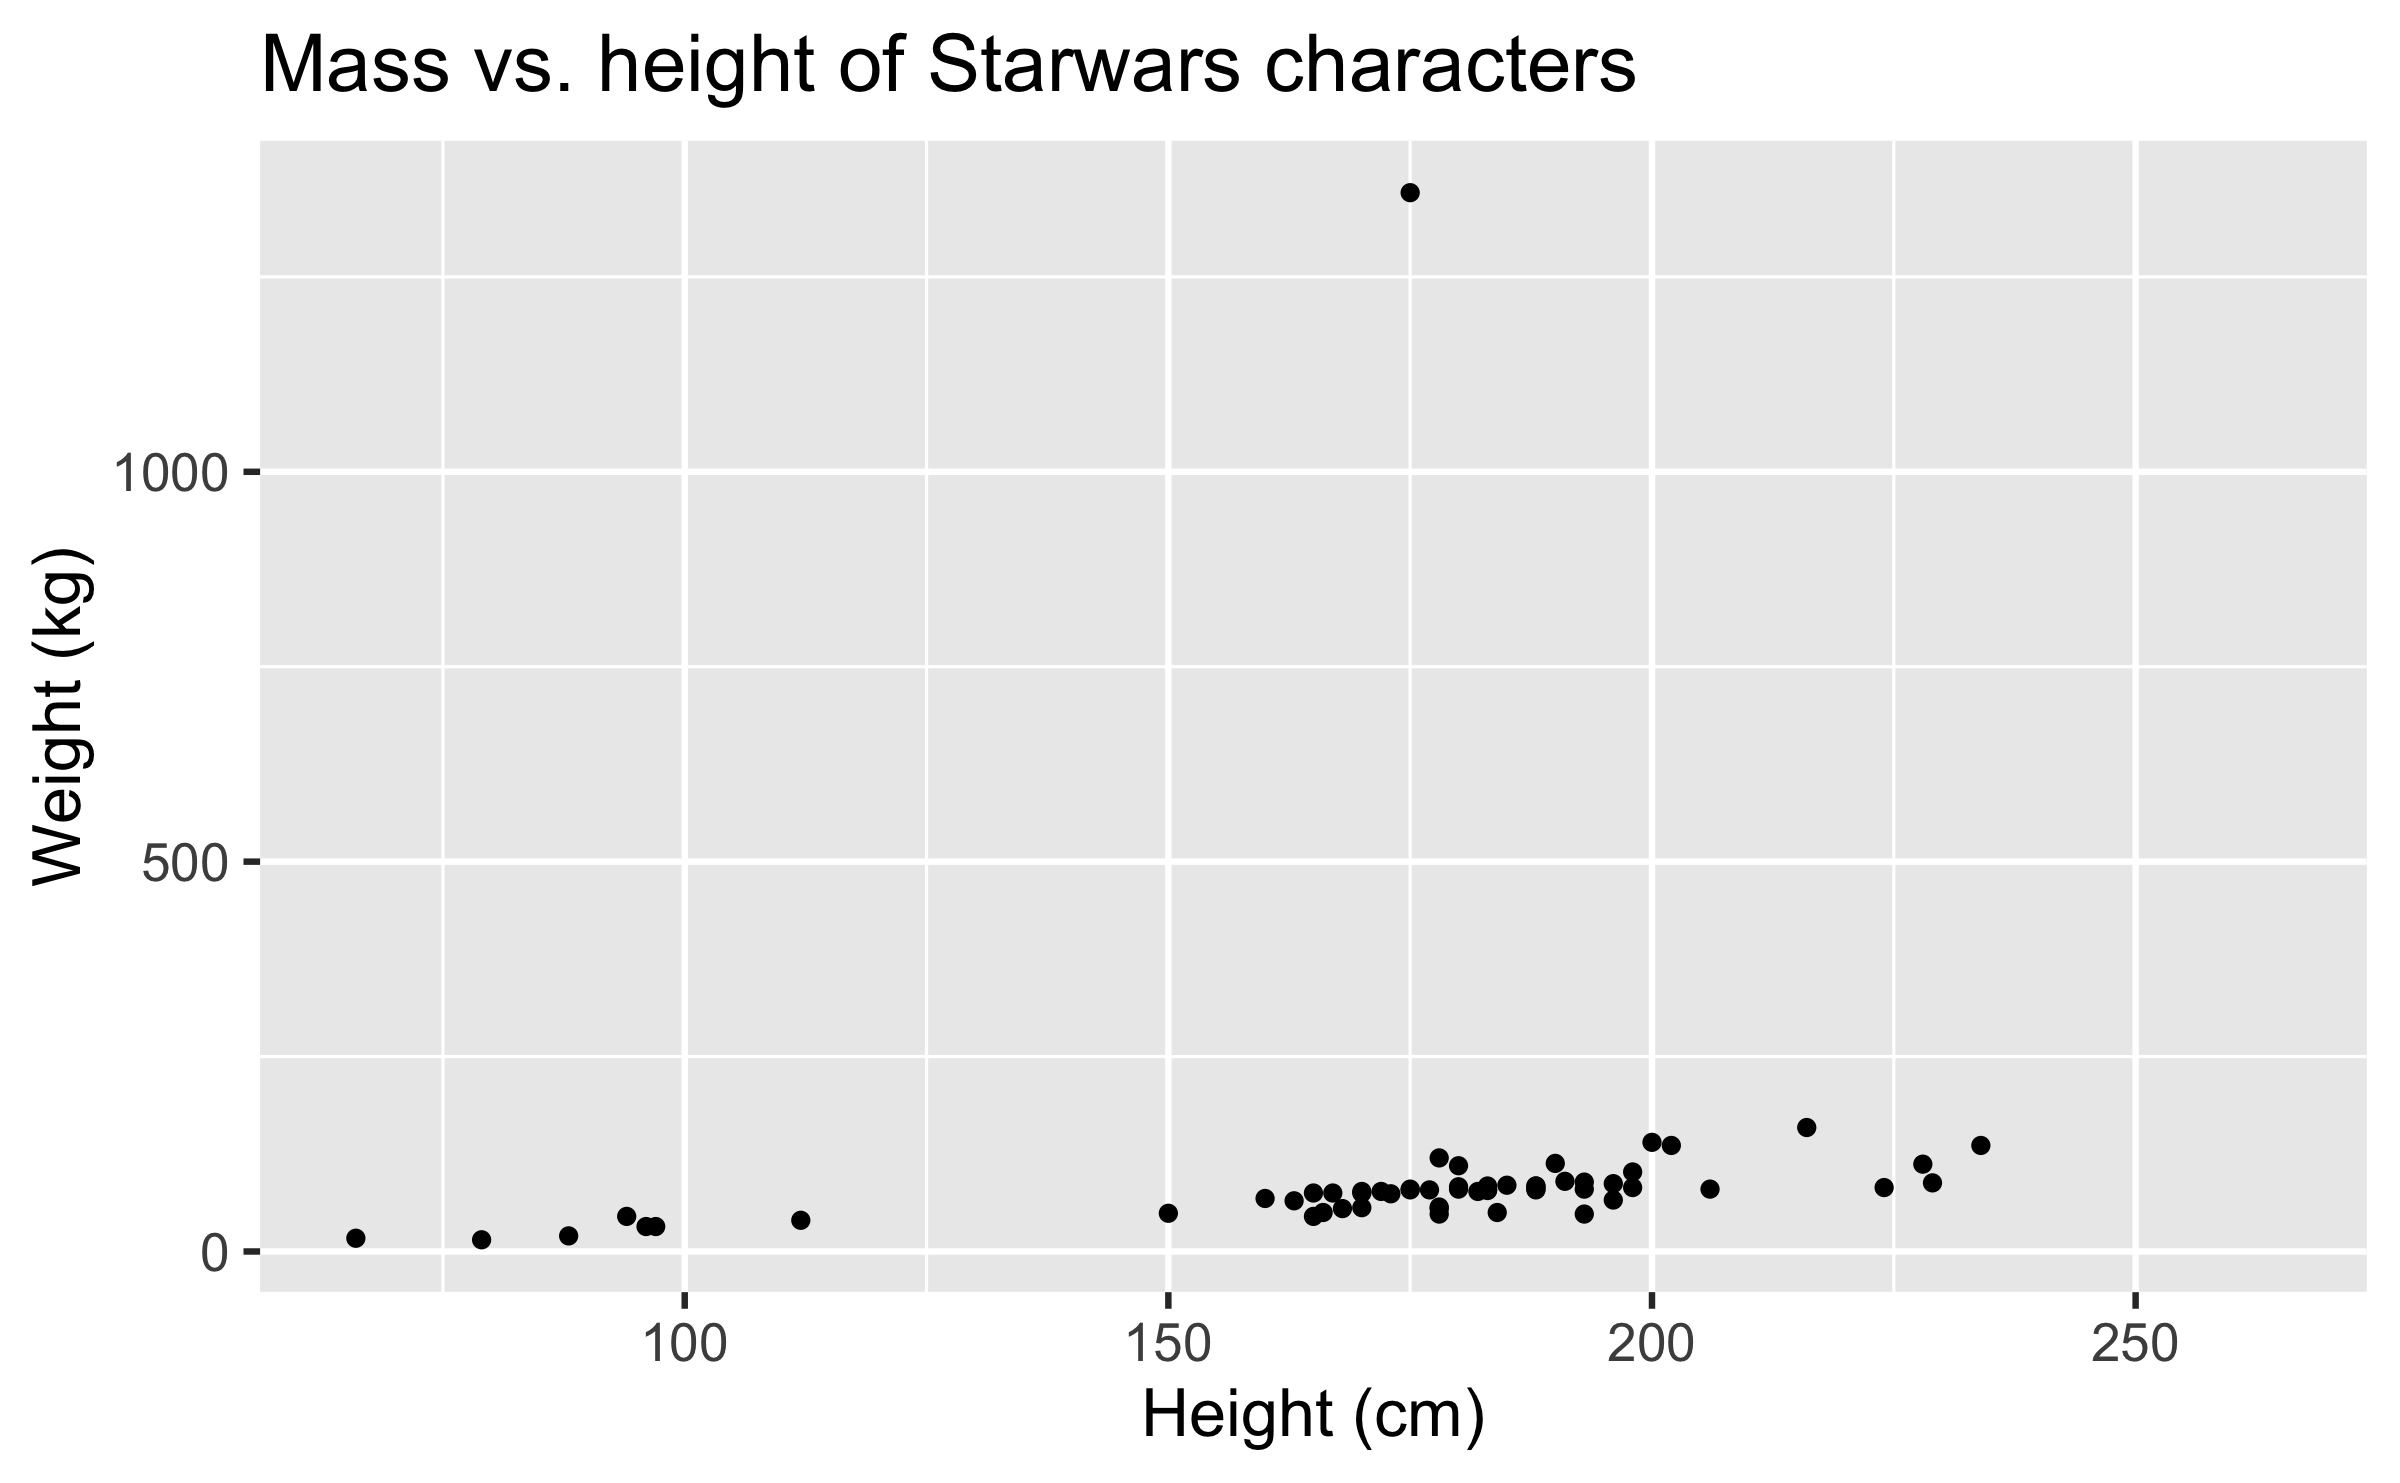 Mass vs. height of Starwars characters
Weight (kg)
1000
500
0
100 150 200 250
Height (cm)